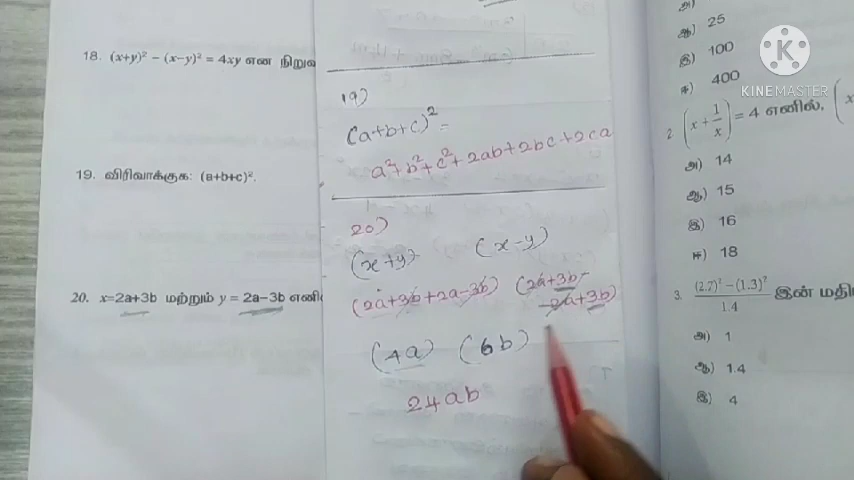 18. (x+y)² − (x−y)² = 4xy என நிறுவ
19. விரிவாக்குக: (a+b+c)².
20. x=2a+3b மற்றும் y = 2a−3b எனி
19)
(a+b+c)² =
a²+b²+c²+2ab+2bc+2ca
20)
(x+y) (x−y)
(2a+3b+2a−3b) (2a+3b−
−2a+3b)
(4a) (6b)
24ab
அ)
ஆ) 25
இ) 100
ஈ) 400
KINEMASTER
2 (x + 1/x) = 4 எனில், (x
அ) 14
ஆ) 15
இ) 16
ஈ) 18
3. (2.7)² − (1.3)² / 1.4 இன் மதி
அ) 1
ஆ) 1.4
இ) 4